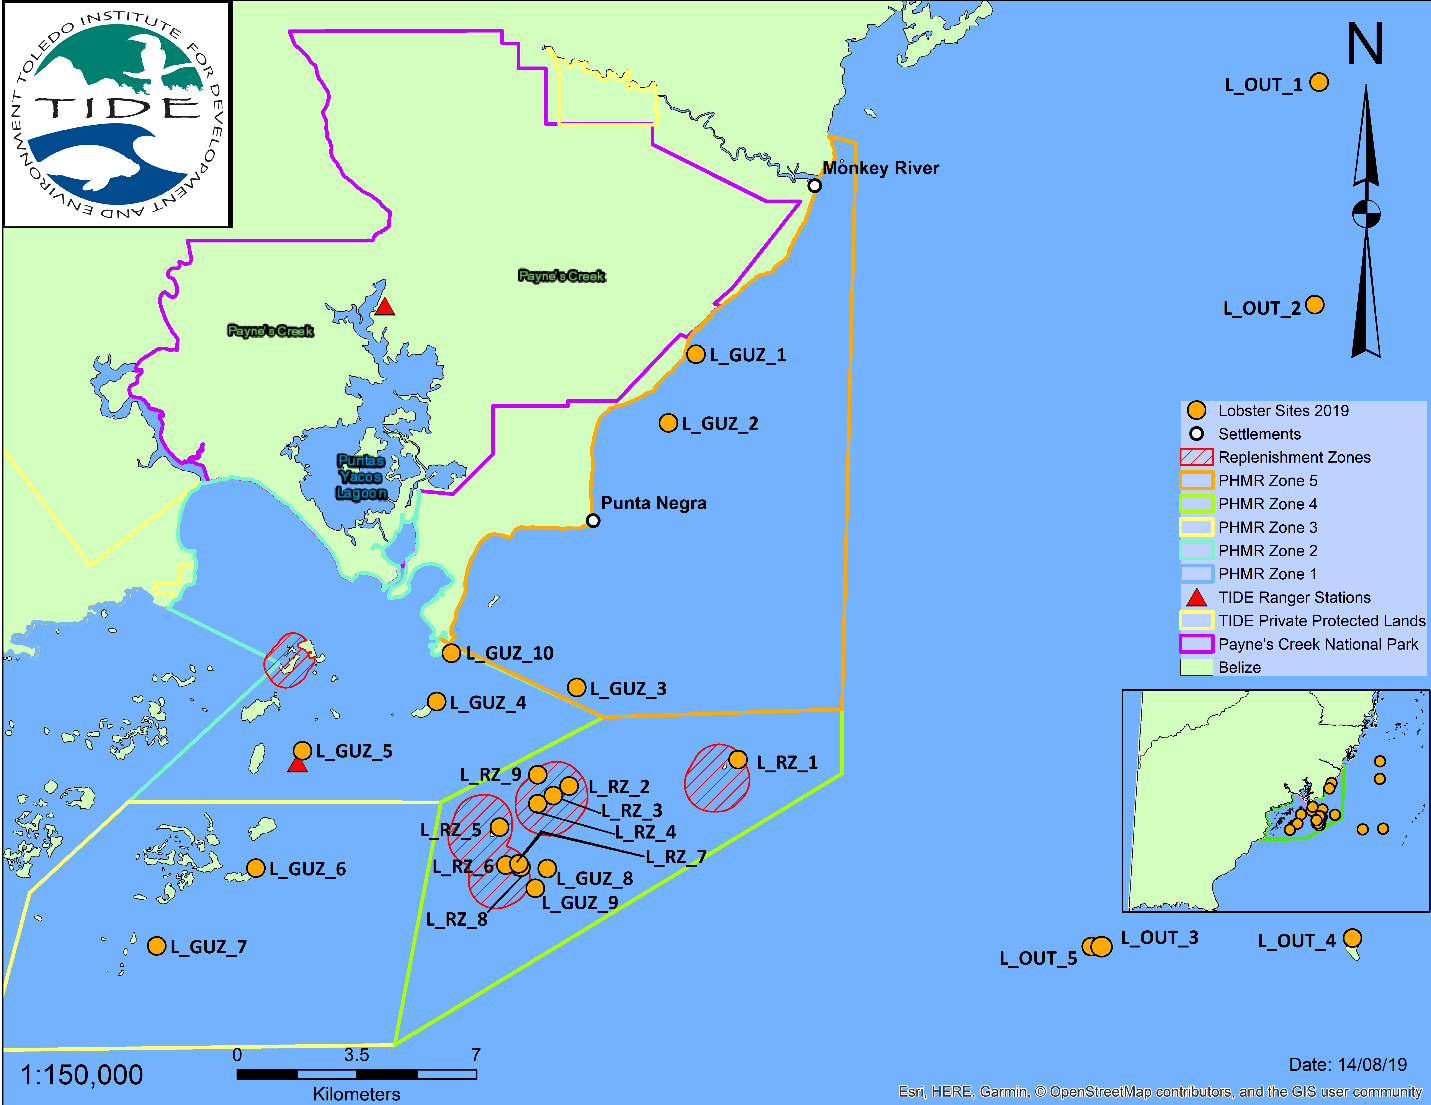 TOLEDO INSTITUTE FOR DEVELOPMENT AND ENVIRONMENT
TIDE
N
L_OUT_1
Monkey River
Payne's Creek
L_OUT_2
Payne's Creek
L_GUZ_1
L_GUZ_2
Lobster Sites 2019
Settlements
Replenishment Zones
PHMR Zone 5
PHMR Zone 4
PHMR Zone 3
PHMR Zone 2
PHMR Zone 1
TIDE Ranger Stations
TIDE Private Protected Lands
Payne's Creek National Park
Belize
Puntas
Yacos
Lagoon
Punta Negra
L_GUZ_10
L_GUZ_3
L_GUZ_4
L_GUZ_5
L_RZ_1
L_RZ_9
L_RZ_2
L_RZ_3
L_RZ_4
L_RZ_5
L_RZ_7
L_RZ_6
L_GUZ_8
L_GUZ_9
L_RZ_8
L_GUZ_6
L_GUZ_7
L_OUT_3
L_OUT_4
L_OUT_5
0 3.5 7
Kilometers
1:150,000
Date: 14/08/19
Esri, HERE, Garmin, © OpenStreetMap contributors, and the GIS user community